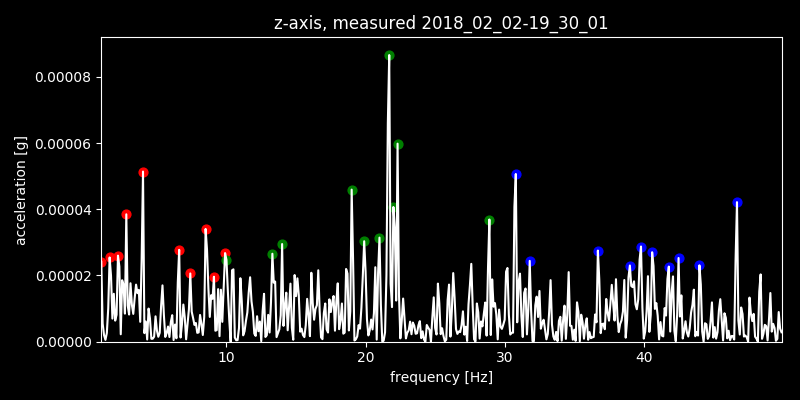 z-axis, measured 2018_02_02-19_30_01
acceleration [g]
0.00008
0.00006
0.00004
0.00002
0.00000
10 20 30 40
frequency [Hz]